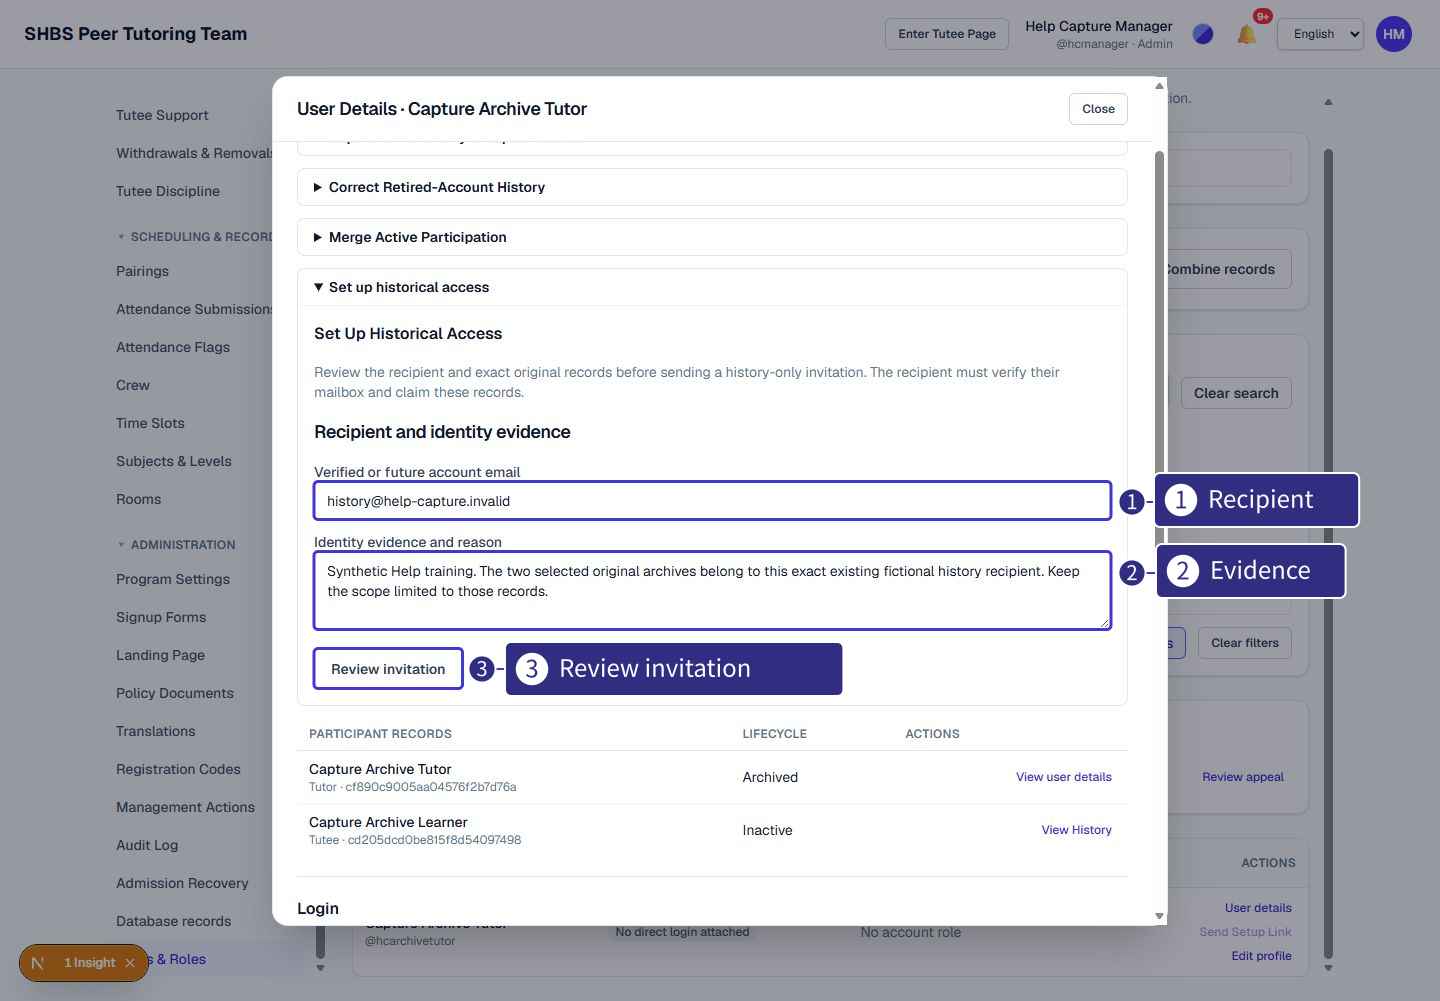 SHBS Peer Tutoring Team
Enter Tutee Page
Help Capture Manager
@hcmanager · Admin
9+
English
HM
Tutee Support
Withdrawals & Removals
Tutee Discipline
SCHEDULING & RECORD
Pairings
Attendance Submissions
Attendance Flags
Crew
Time Slots
Subjects & Levels
Rooms
ADMINISTRATION
Program Settings
Signup Forms
Landing Page
Policy Documents
Translations
Registration Codes
Management Actions
Audit Log
Admission Recovery
Database records
s & Roles
1 Insight
User Details · Capture Archive Tutor
Close
Correct Retired-Account History
Merge Active Participation
Set up historical access
Set Up Historical Access
Review the recipient and exact original records before sending a history-only invitation. The recipient must verify their
mailbox and claim these records.
Recipient and identity evidence
Verified or future account email
history@help-capture.invalid
1
1 Recipient
Identity evidence and reason
Synthetic Help training. The two selected original archives belong to this exact existing fictional history recipient. Keep
the scope limited to those records.
2
2 Evidence
Review invitation
3
3 Review invitation
PARTICIPANT RECORDS LIFECYCLE ACTIONS
Capture Archive Tutor
Tutor · cf890c9005aa04576f2b7d76a
Archived
View user details
Capture Archive Learner
Tutee · cd205dcd0be815f8d54097498
Inactive
View History
Login
tion.
Combine records
Clear search
s
Clear filters
Review appeal
ACTIONS
@hcarchivetutor
No direct login attached
No account role
User details
Send Setup Link
Edit profile